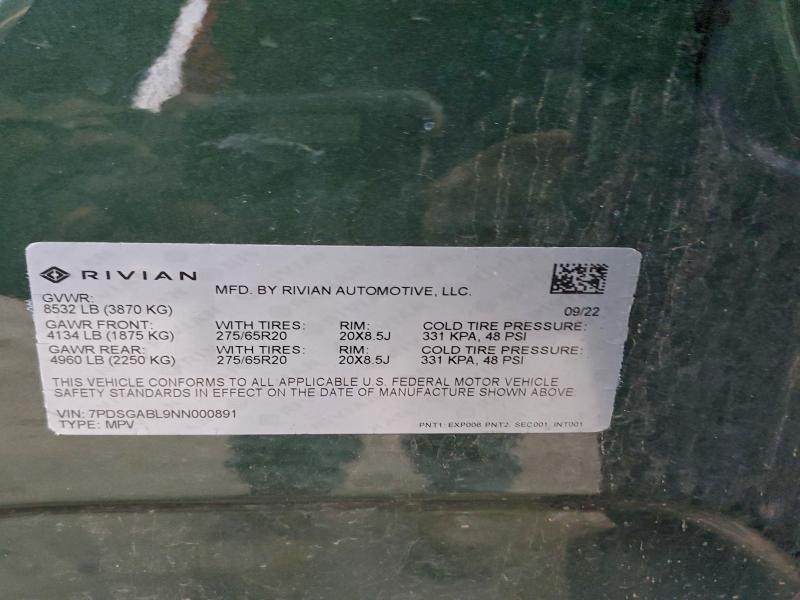 RIVIAN
MFD. BY RIVIAN AUTOMOTIVE, LLC.
GVWR:
8532 LB (3870 KG)
09/22
GAWR FRONT: WITH TIRES: RIM: COLD TIRE PRESSURE:
4134 LB (1875 KG) 275/65R20 20X8.5J 331 KPA, 48 PSI
GAWR REAR: WITH TIRES: RIM: COLD TIRE PRESSURE:
4960 LB (2250 KG) 275/65R20 20X8.5J 331 KPA, 48 PSI
THIS VEHICLE CONFORMS TO ALL APPLICABLE U.S. FEDERAL MOTOR VEHICLE
SAFETY STANDARDS IN EFFECT ON THE DATE OF MANUFACTURE SHOWN ABOVE.
VIN: 7PDSGABL9NN000891
TYPE: MPV
PNT1: EXP006 PNT2: SEC001 INT001